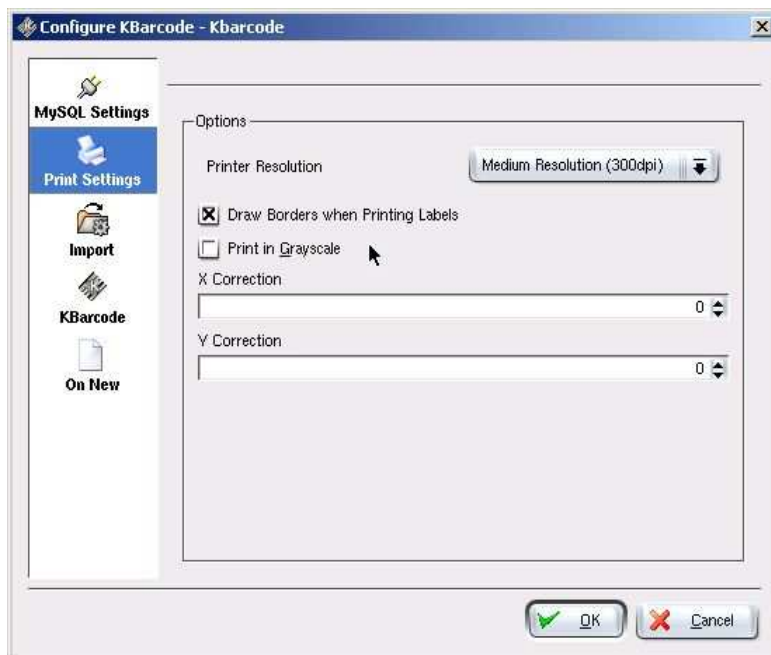 Configure KBarcode - Kbarcode
MySQL Settings
Print Settings
Import
KBarcode
On New
Options
Printer Resolution
Medium Resolution (300dpi)
Draw Borders when Printing Labels
Print in Grayscale
X Correction
0
Y Correction
0
OK
Cancel